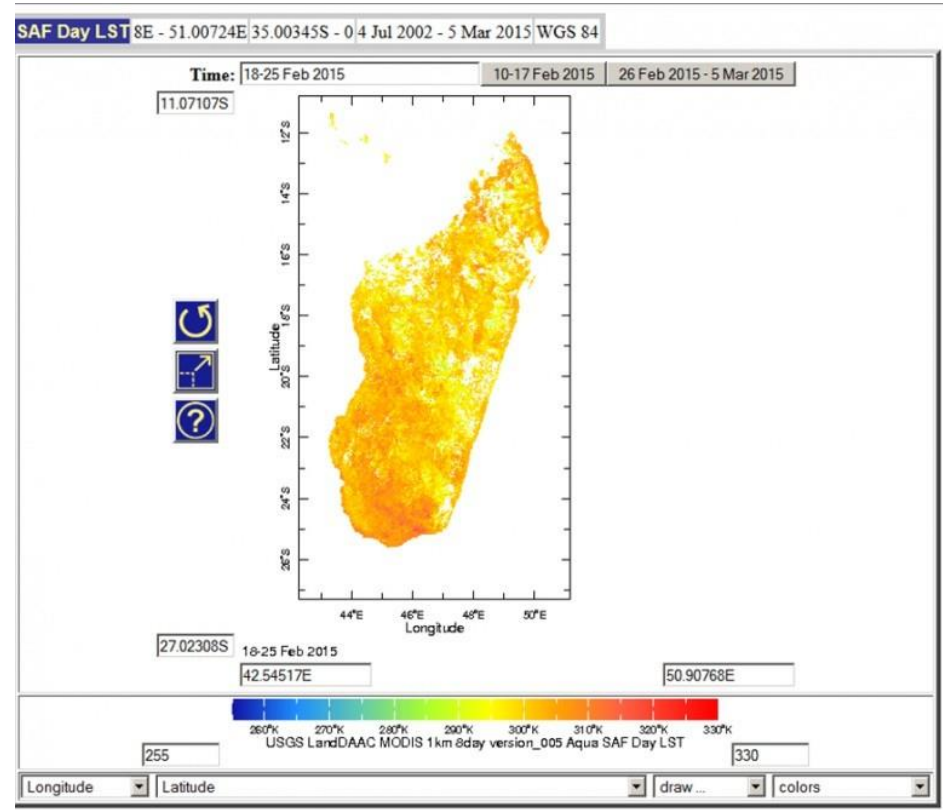 SAF Day LST 8E - 51.00724E 35.00345S - 0 4 Jul 2002 - 5 Mar 2015 WGS 84
Time: 18-25 Feb 2015 10-17 Feb 2015 26 Feb 2015 - 5 Mar 2015
11.07107S
12°S
14°S
16°S
18°S
Latitude
20°S
22°S
24°S
26°S
44°E 46°E 48°E 50°E
Longitude
27.02308S 18-25 Feb 2015
42.54517E 50.90768E
260°K 270°K 280°K 290°K 300°K 310°K 320°K 330°K
USGS LandDAAC MODIS 1km 8day version_005 Aqua SAF Day LST
255 330
Longitude Latitude draw ... colors